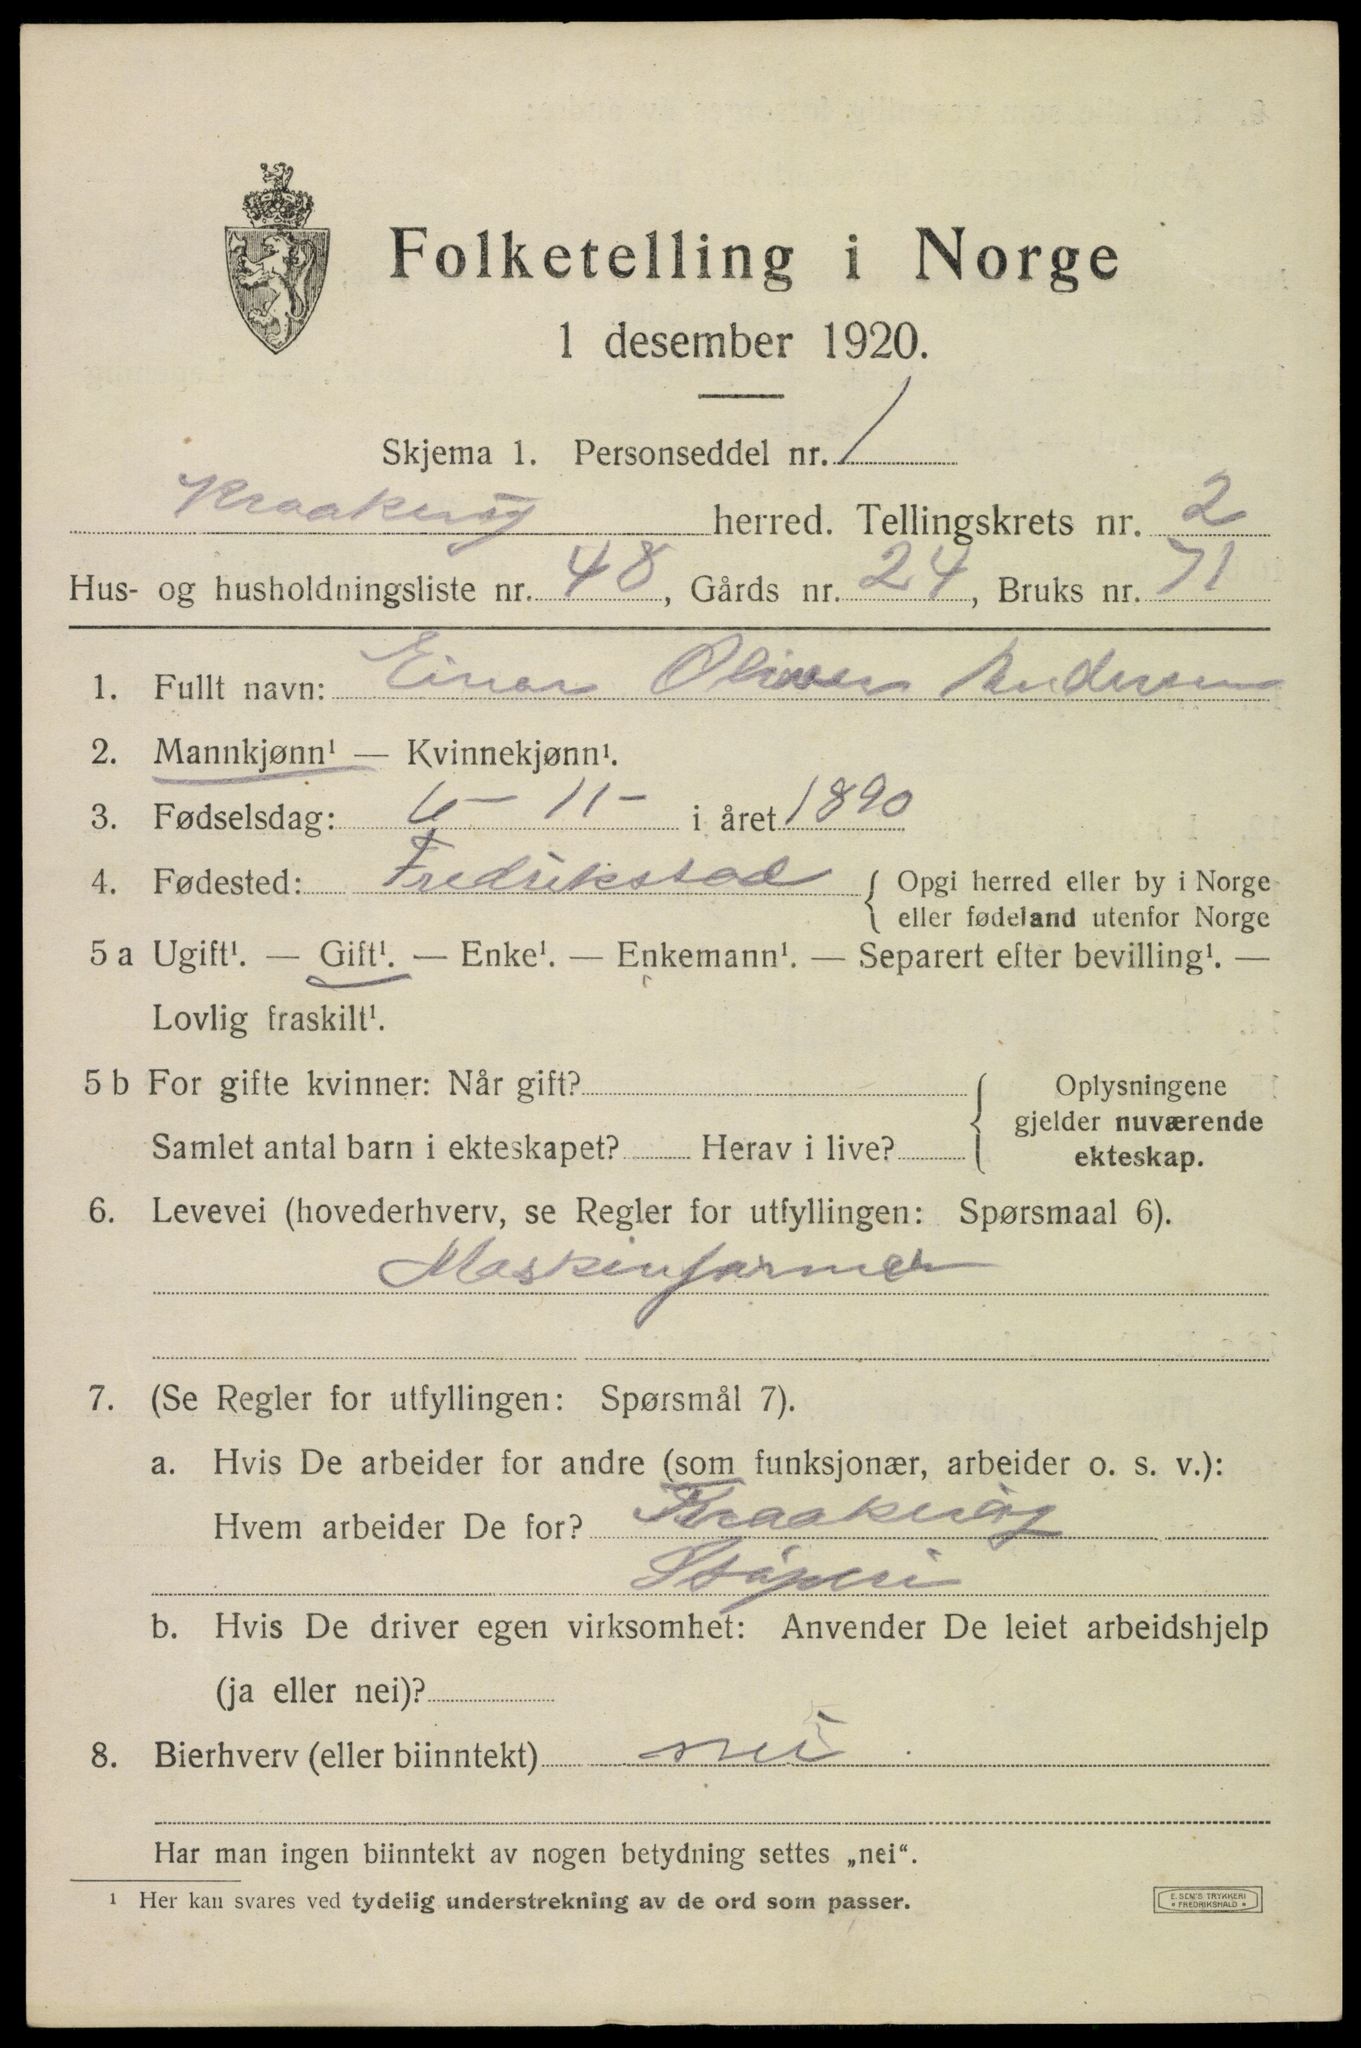 Folketelling i Norge
1 desember 1920.
Skjema 1. Personseddel nr. 1
Kraakerøy herred. Tellingskrets nr. 2
Hus- og husholdningsliste nr. 48, Gårds nr. 24, Bruks nr. 71
1. Fullt navn: Einar Oliver Andersen
2. Mannkjønn¹ — Kvinnekjønn¹.
3. Fødselsdag: 6 - 11 - i året 1890
4. Fødested: Fredrikstad { Opgi herred eller by i Norge
eller fødeland utenfor Norge
5 a Ugift¹. — Gift¹. — Enke¹. — Enkemann¹. — Separert efter bevilling¹. —
Lovlig fraskilt¹.
5 b For gifte kvinner: Når gift? { Oplysningene
gjelder nuværende
Samlet antal barn i ekteskapet? Herav i live? ekteskap.
6. Levevei (hovederhverv, se Regler for utfyllingen: Spørsmaal 6).
Maskinformer
7. (Se Regler for utfyllingen: Spørsmål 7).
a. Hvis De arbeider for andre (som funksjonær, arbeider o. s. v.):
Hvem arbeider De for? Kraakerøy
Støperi
b. Hvis De driver egen virksomhet: Anvender De leiet arbeidshjelp
(ja eller nei)?
8. Bierhverv (eller biinntekt) nei
Har man ingen biinntekt av nogen betydning settes „nei“.
¹ Her kan svares ved tydelig understrekning av de ord som passer.
E. SEM'S TRYKKERI
* FREDRIKSHALD *